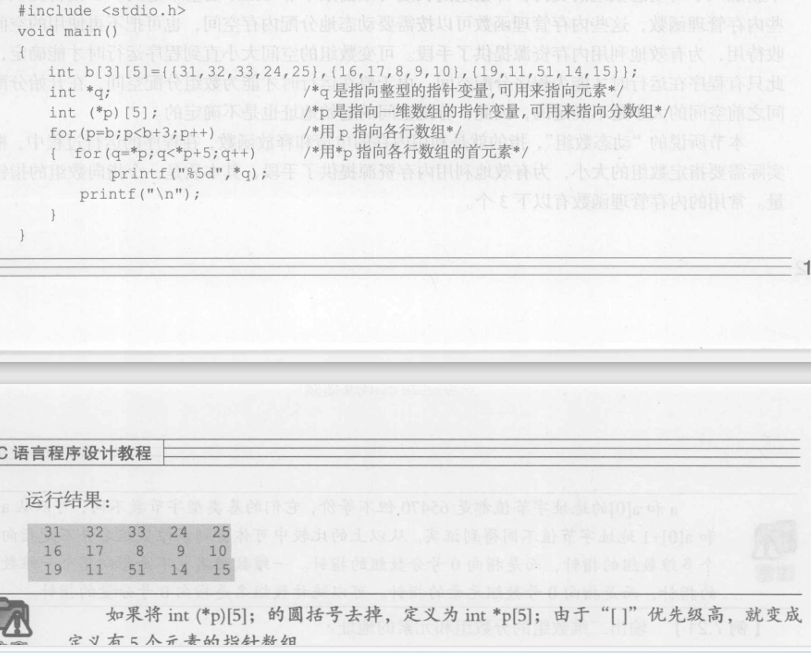 #include <stdio.h>
void main()
{
int b[3][5]={{31,32,33,24,25},{16,17,8,9,10},{19,11,51,14,15}};
int *q; /*q 是指向整型的指针变量,可用来指向元素*/
int (*p)[5]; /*p 是指向一维数组的指针变量,可用来指向分数组*/
for(p=b;p<b+3;p++) /*用 p 指向各行数组*/
{ for(q=*p;q<*p+5;q++) /*用*p 指向各行数组的首元素*/
printf("%5d",*q);
printf("\n");
}
}
1
C 语言程序设计教程
运行结果:
31 32 33 24 25
16 17 8 9 10
19 11 51 14 15
如果将 int (*p)[5]; 的圆括号去掉,定义为 int *p[5]; 由于“[ ]”优先级高,就变成
定义有 5 个元素的指针数组